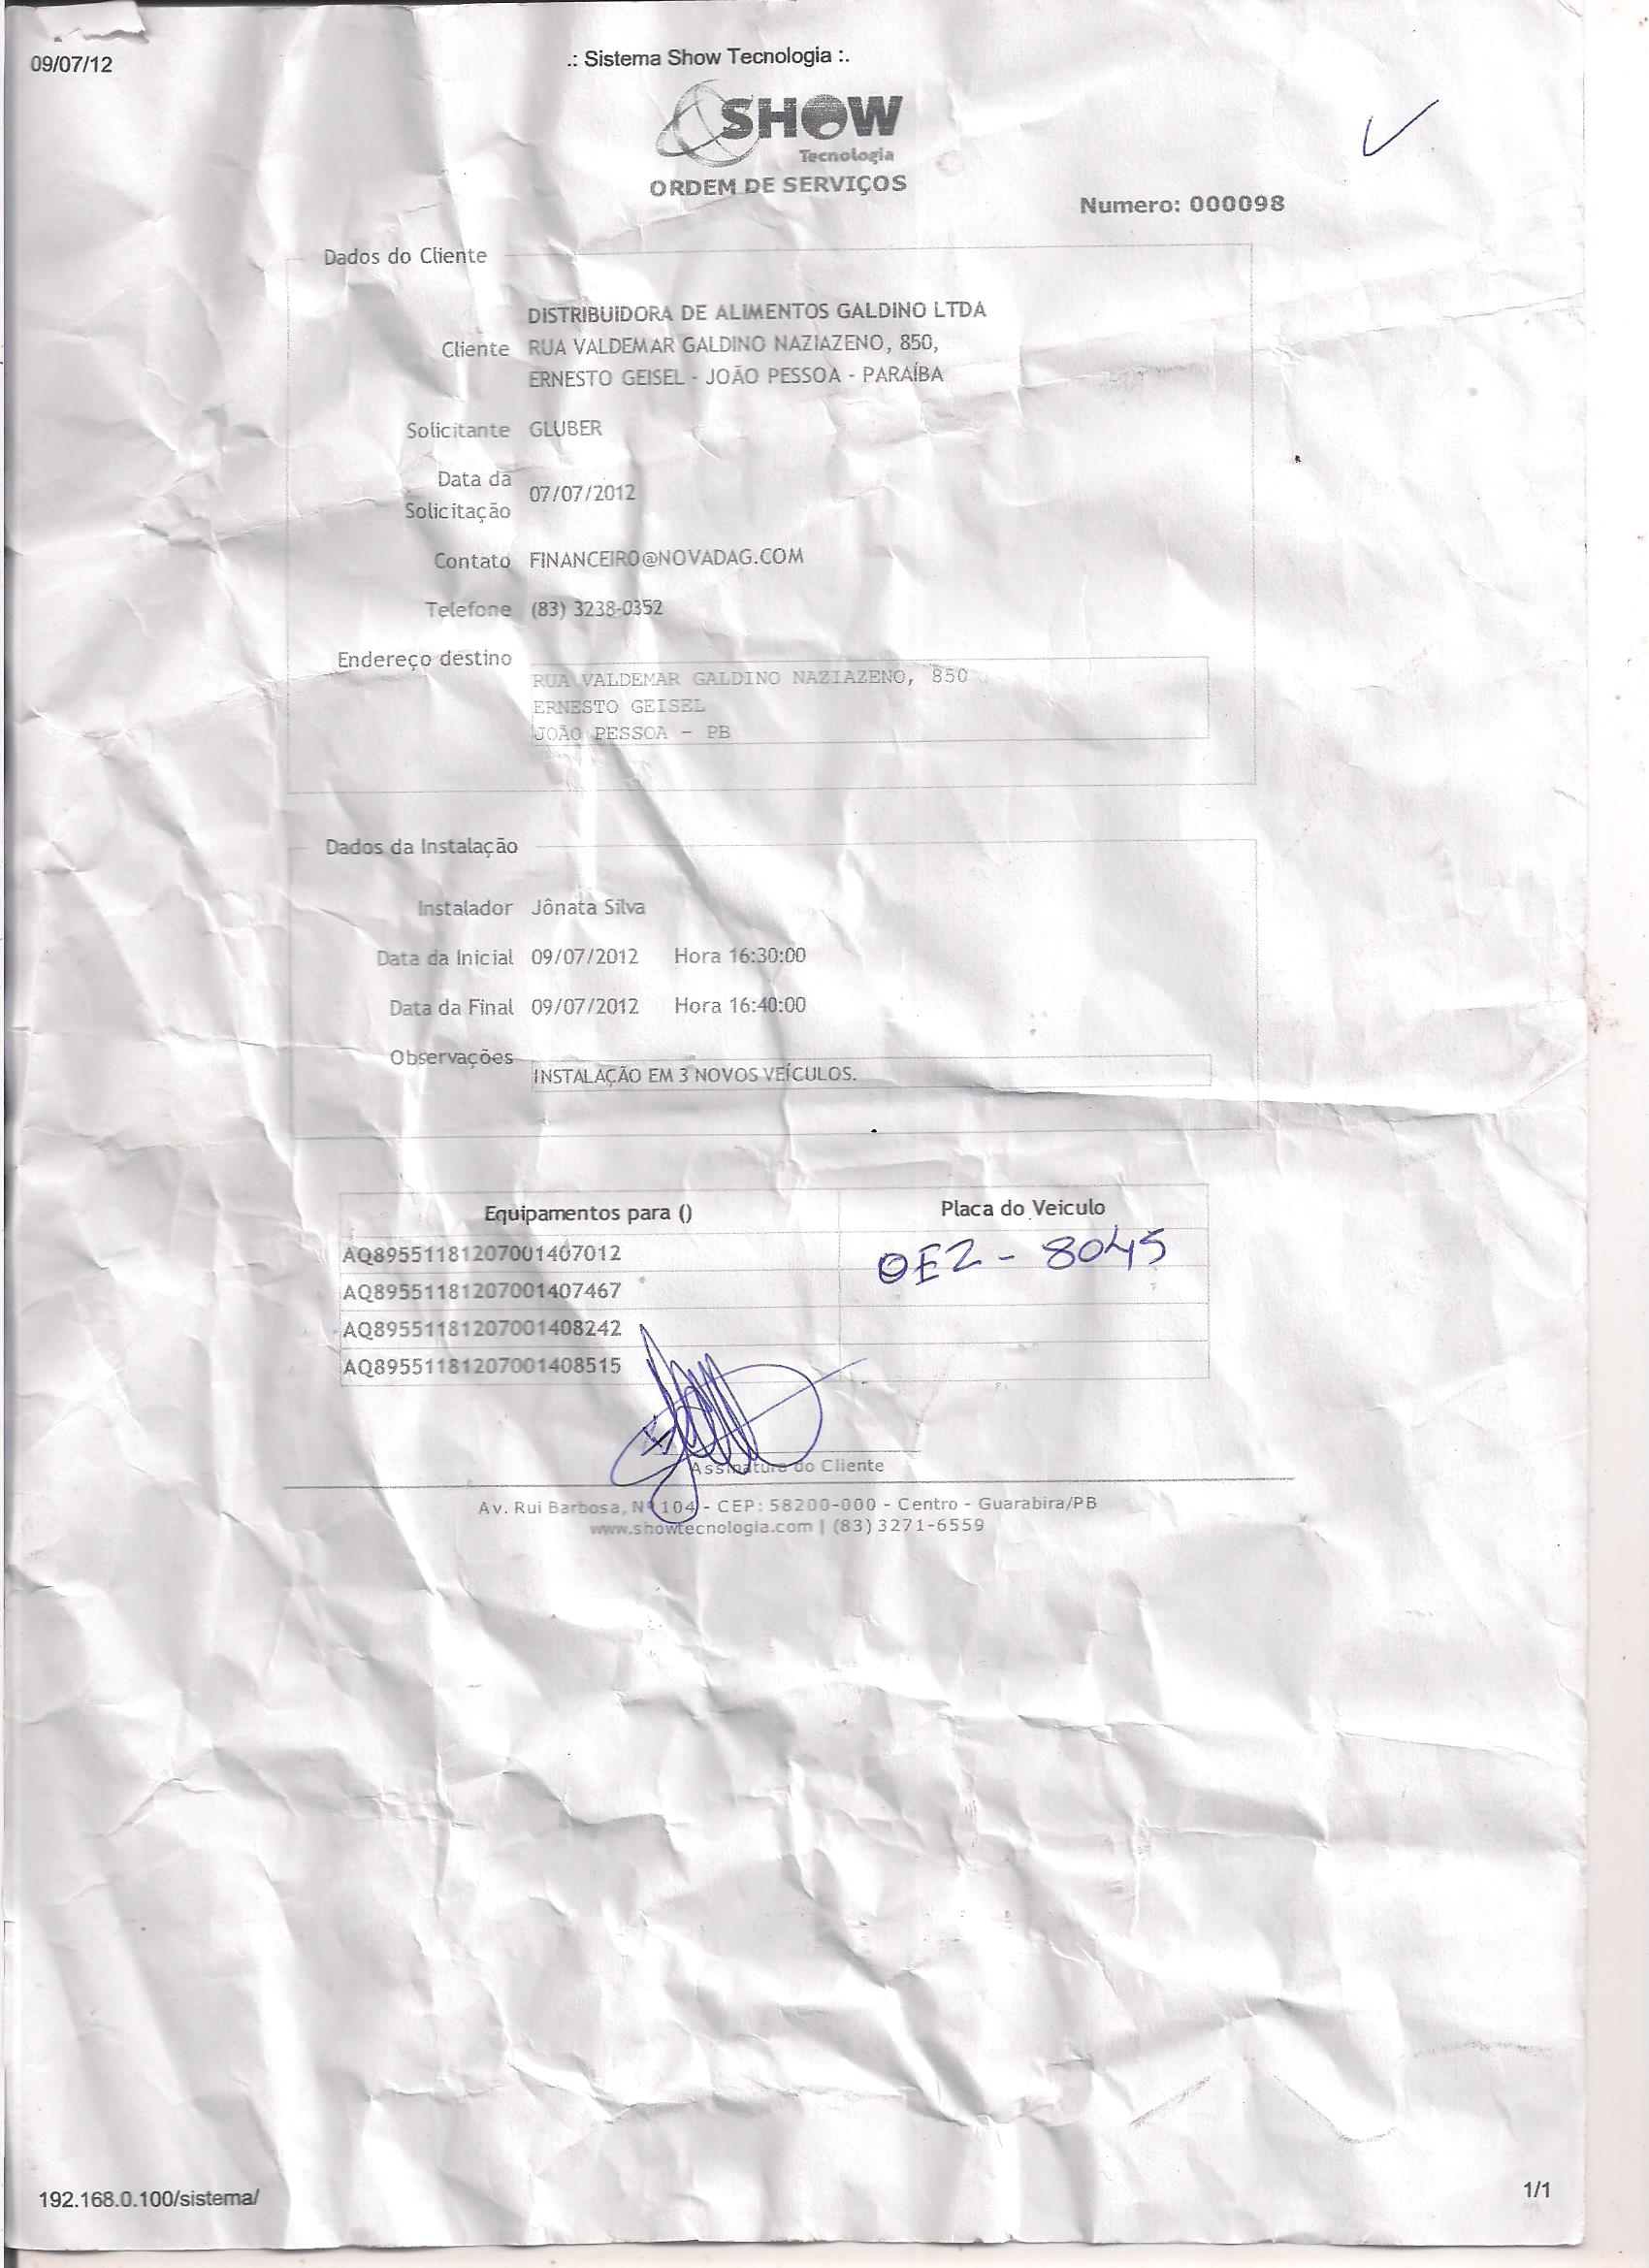 09/07/12
.: Sistema Show Tecnologia :.
SHOW
Tecnologia
ORDEM DE SERVIÇOS
Numero: 000098
Dados do Cliente
DISTRIBUIDORA DE ALIMENTOS GALDINO LTDA
Cliente RUA VALDEMAR GALDINO NAZIAZENO, 850,
ERNESTO GEISEL - JOÃO PESSOA - PARAÍBA
Solicitante GLUBER
Data da
Solicitação 07/07/2012
Contato FINANCEIRO@NOVADAG.COM
Telefone (83) 3238-0352
Endereço destino
RUA VALDEMAR GALDINO NAZIAZENO, 850
ERNESTO GEISEL
JOÃO PESSOA - PB
Dados da Instalação
Instalador Jônata Silva
Data da Inicial 09/07/2012 Hora 16:30:00
Data da Final 09/07/2012 Hora 16:40:00
Observações
INSTALAÇÃO EM 3 NOVOS VEÍCULOS.
Equipamentos para () Placa do Veiculo
AQ89551181207001407012 OEZ - 8045
AQ89551181207001407467
AQ89551181207001408242
AQ89551181207001408515
Assinatura do Cliente
Av. Rui Barbosa, Nº 104 - CEP: 58200-000 - Centro - Guarabira/PB
www.showtecnologia.com | (83) 3271-6559
192.168.0.100/sistema/ 1/1